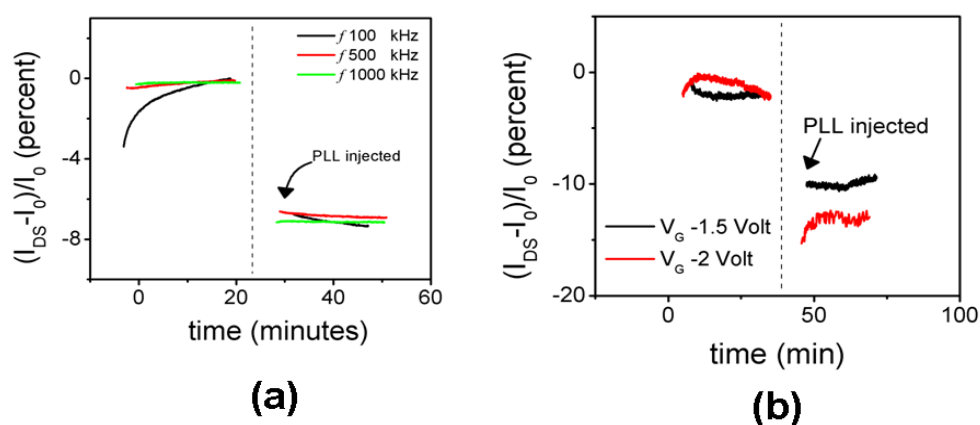 f 100 kHz
f 500 kHz
f 1000 kHz
PLL injected
(I_DS-I_0)/I_0 (percent)
0
-4
-8
0 20 40 60
time (minutes)
(a)
PLL injected
V_G -1.5 Volt
V_G -2 Volt
(I_DS-I_0)/I_0 (percent)
0
-10
-20
0 50 100
time (min)
(b)